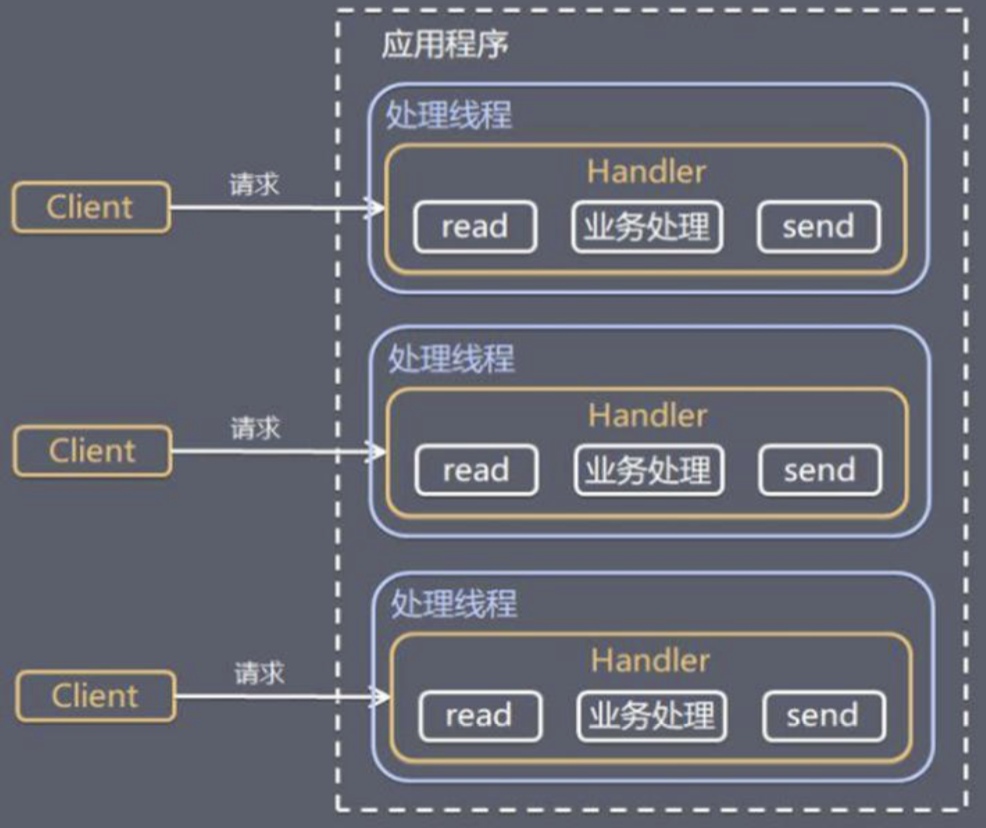 应用程序
处理线程
Handler
Client
请求
read
业务处理
send
处理线程
Handler
Client
请求
read
业务处理
send
处理线程
Handler
Client
请求
read
业务处理
send